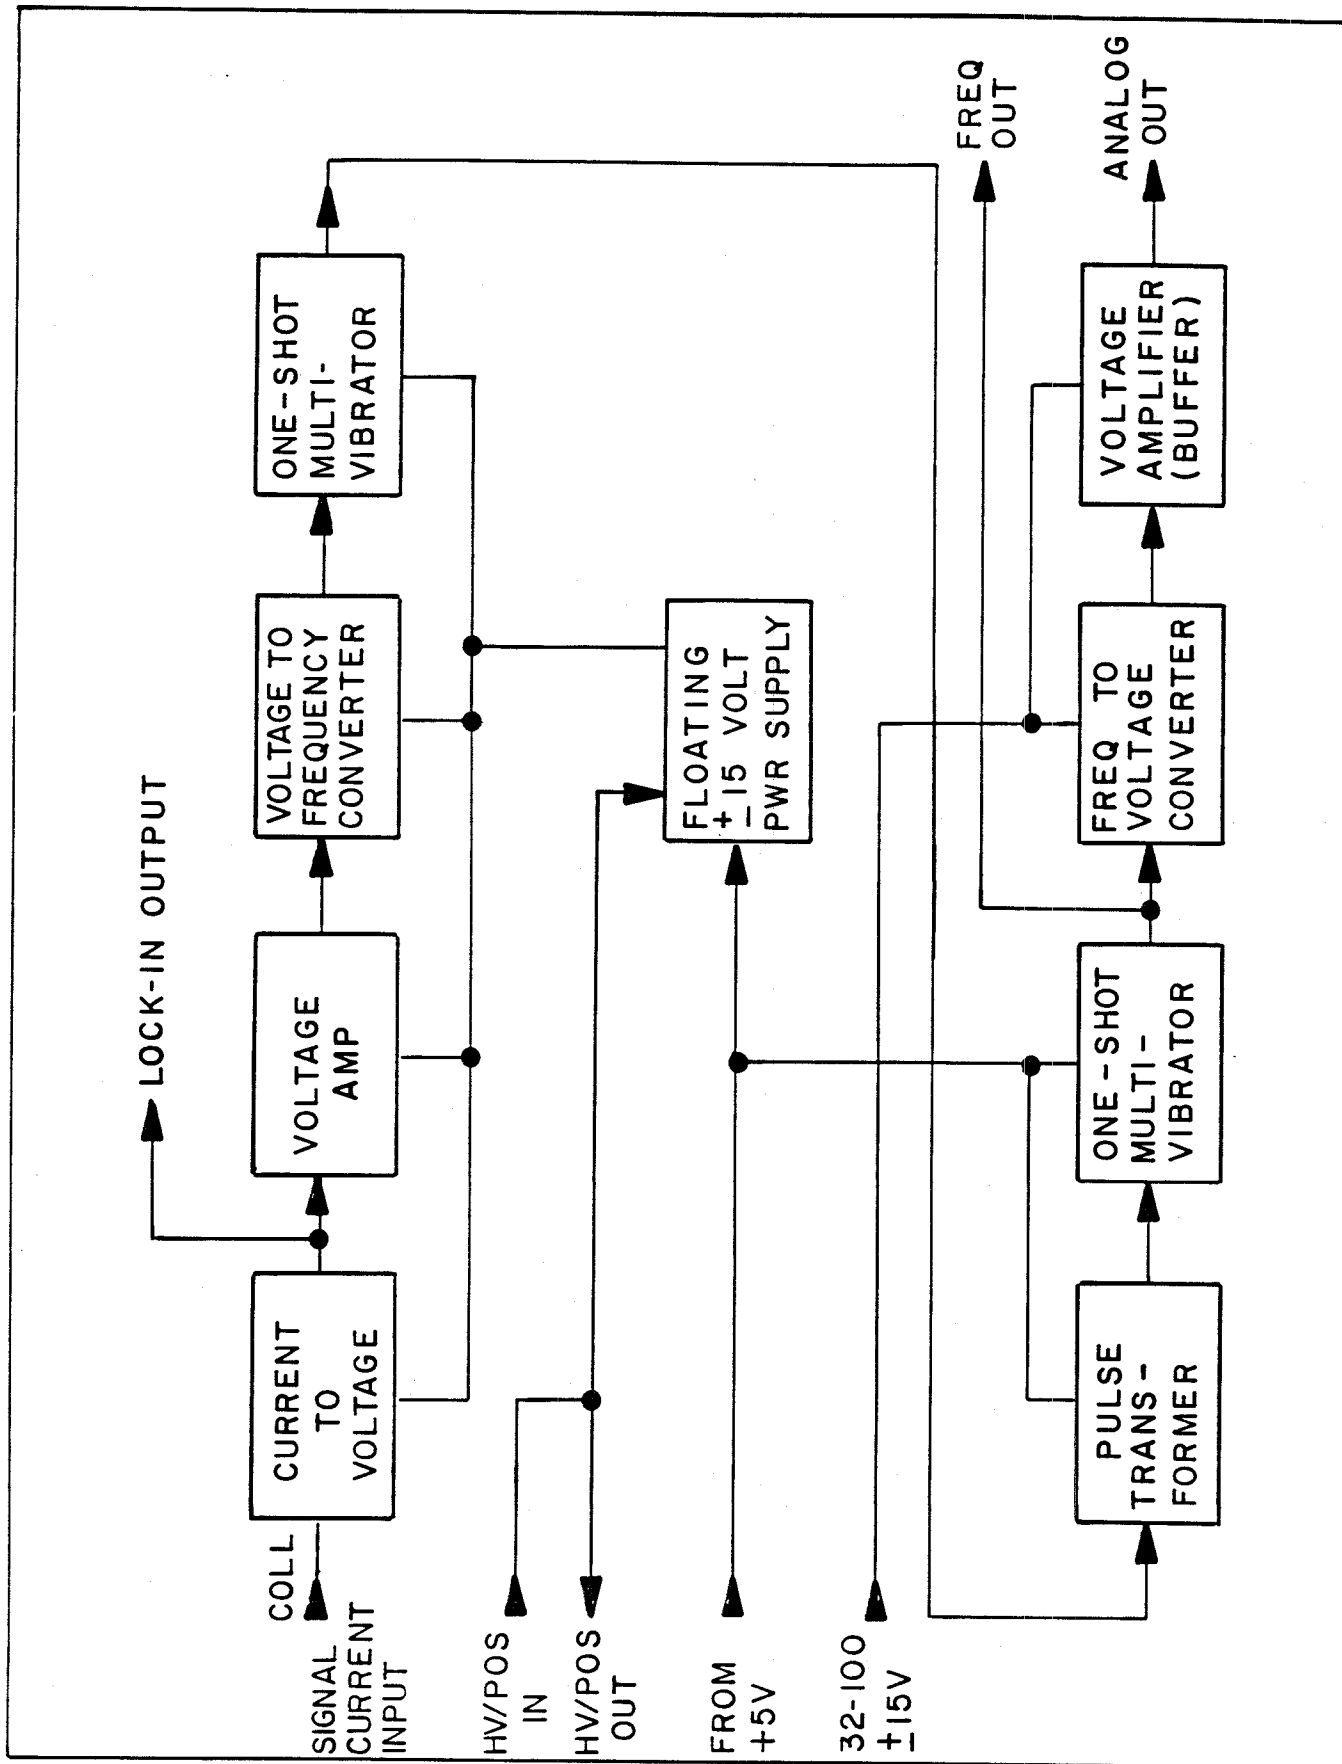 LOCK-IN OUTPUT
COLL
SIGNAL
CURRENT
INPUT
CURRENT
TO
VOLTAGE
VOLTAGE
AMP
VOLTAGE TO
FREQUENCY
CONVERTER
ONE-SHOT
MULTI-
VIBRATOR
HV/POS
IN
HV/POS
OUT
FLOATING
±15 VOLT
PWR SUPPLY
FROM
+5V
32-100
±15V
FREQ
OUT
PULSE
TRANS-
FORMER
ONE-SHOT
MULTI-
VIBRATOR
FREQ TO
VOLTAGE
CONVERTER
VOLTAGE
AMPLIFIER
(BUFFER)
ANALOG
OUT